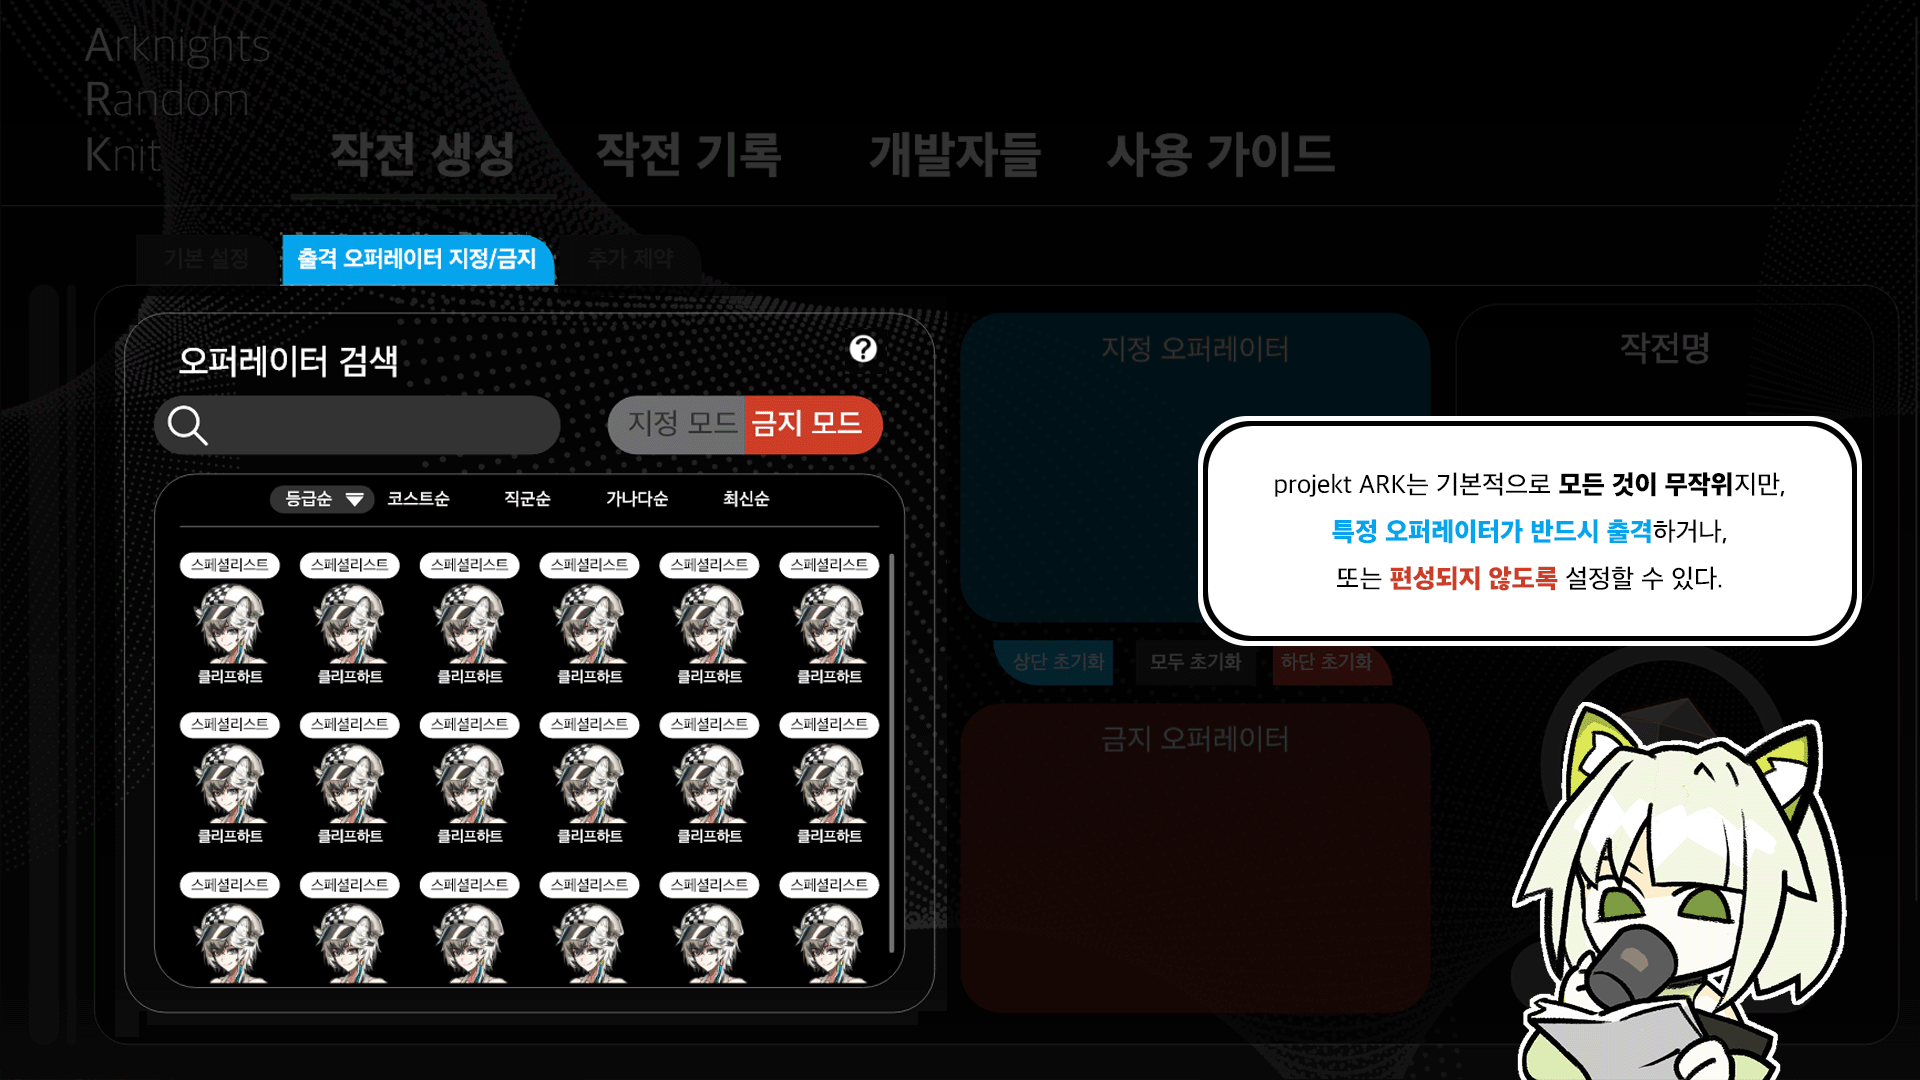 Arknights
Random
Knit
작전 생성
작전 기록
개발자들
사용 가이드
기본 설정
출격 오퍼레이터 지정/금지
추가 제약
오퍼레이터 검색
?
지정 모드
금지 모드
등급순
코스트순
직군순
가나다순
최신순
스페셜리스트 스페셜리스트 스페셜리스트 스페셜리스트 스페셜리스트 스페셜리스트
클리프하트 클리프하트 클리프하트 클리프하트 클리프하트 클리프하트
스페셜리스트 스페셜리스트 스페셜리스트 스페셜리스트 스페셜리스트 스페셜리스트
클리프하트 클리프하트 클리프하트 클리프하트 클리프하트 클리프하트
스페셜리스트 스페셜리스트 스페셜리스트 스페셜리스트 스페셜리스트 스페셜리스트
지정 오퍼레이터
상단 초기화
모두 초기화
하단 초기화
금지 오퍼레이터
작전명
projekt ARK는 기본적으로 모든 것이 무작위지만,
특정 오퍼레이터가 반드시 출격하거나,
또는 편성되지 않도록 설정할 수 있다.